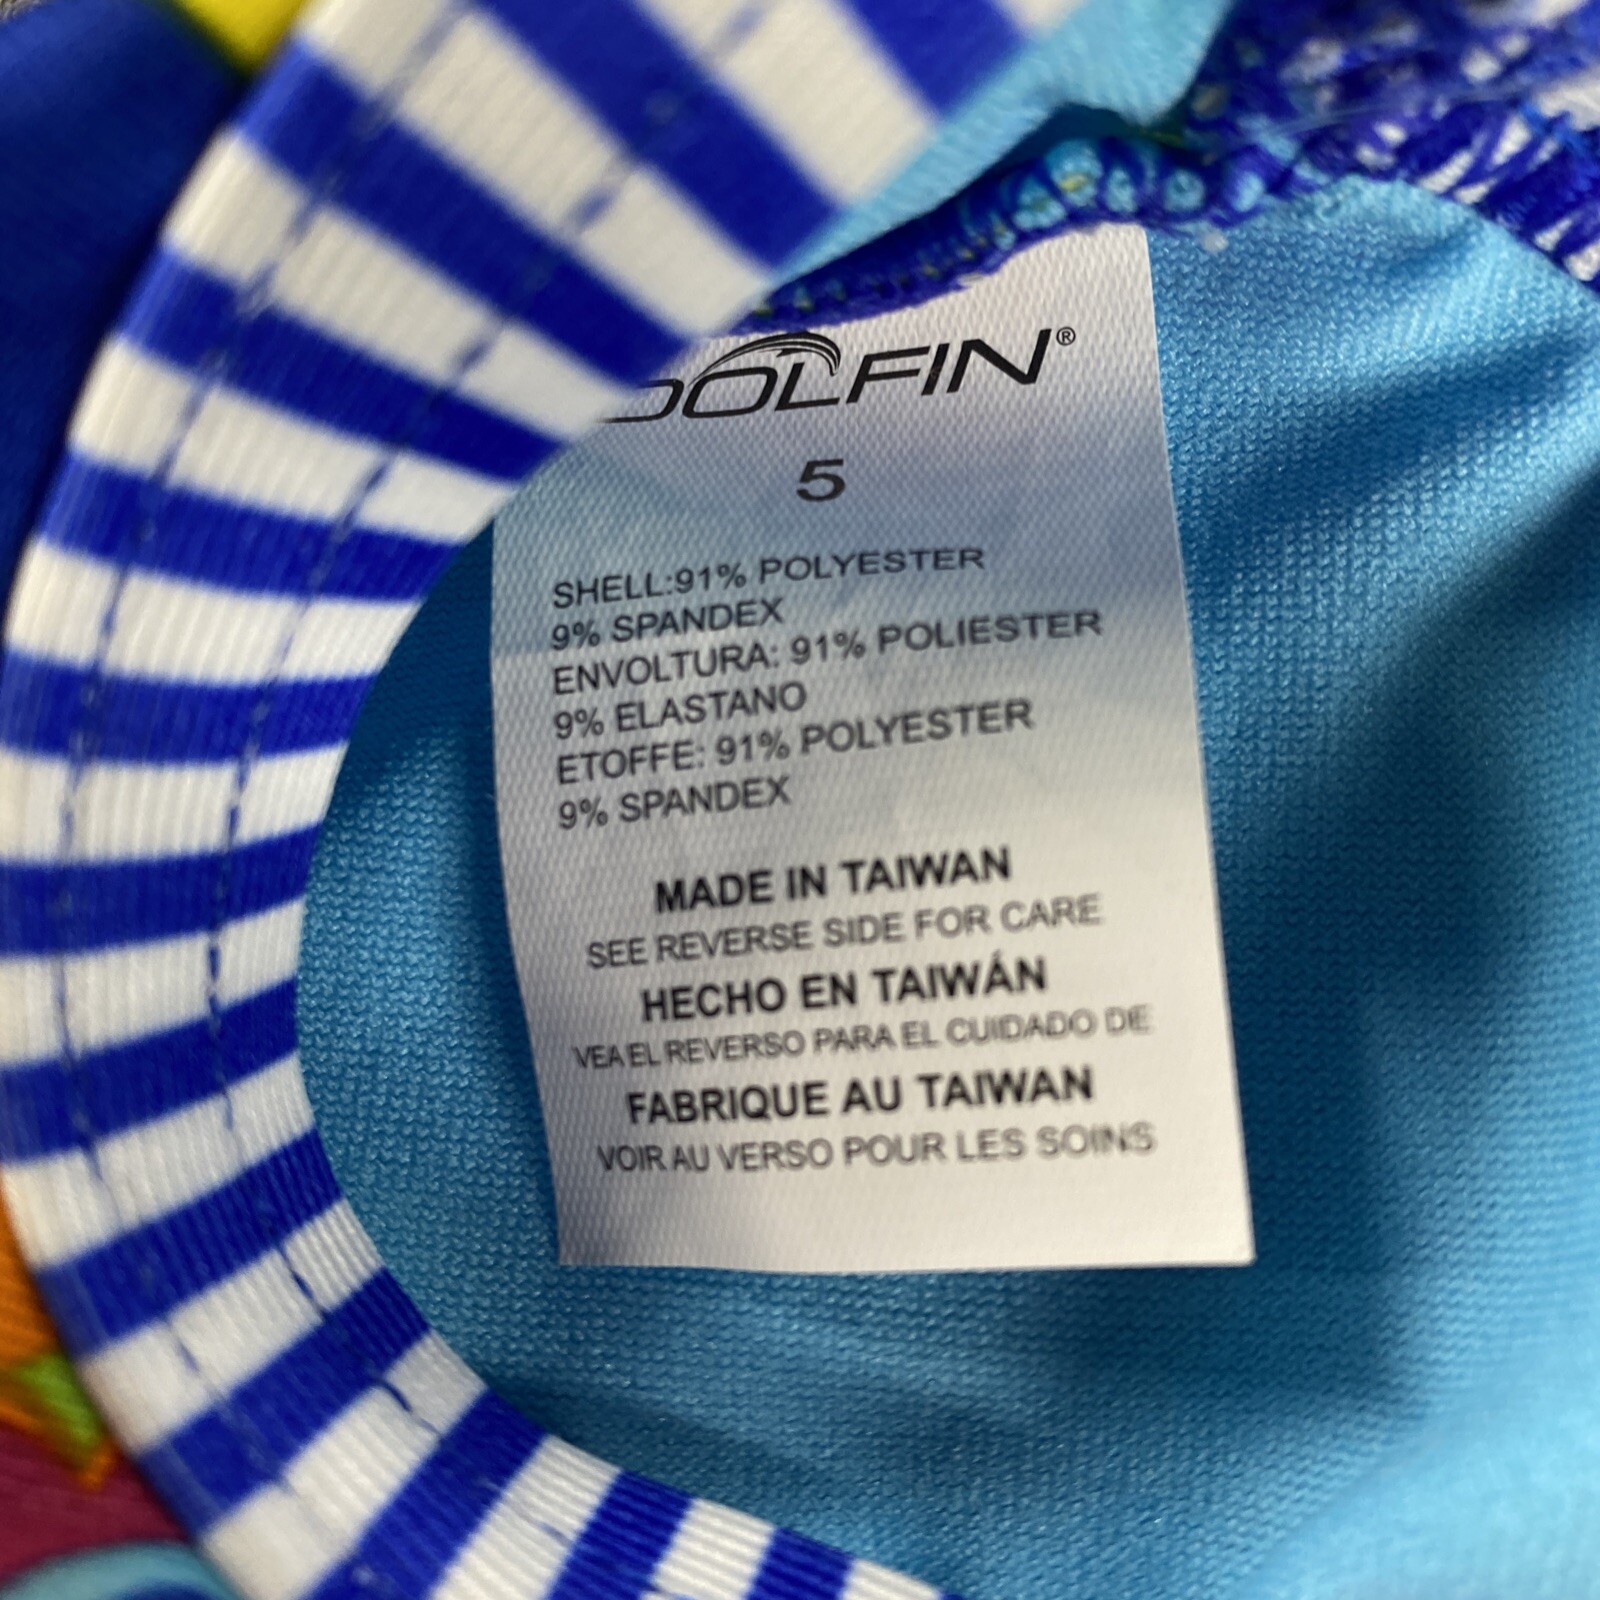 DOLFIN®
5
SHELL:91% POLYESTER
9% SPANDEX
ENVOLTURA: 91% POLIESTER
9% ELASTANO
ETOFFE: 91% POLYESTER
9% SPANDEX
MADE IN TAIWAN
SEE REVERSE SIDE FOR CARE
HECHO EN TAIWÁN
VEA EL REVERSO PARA EL CUIDADO DE
FABRIQUE AU TAIWAN
VOIR AU VERSO POUR LES SOINS